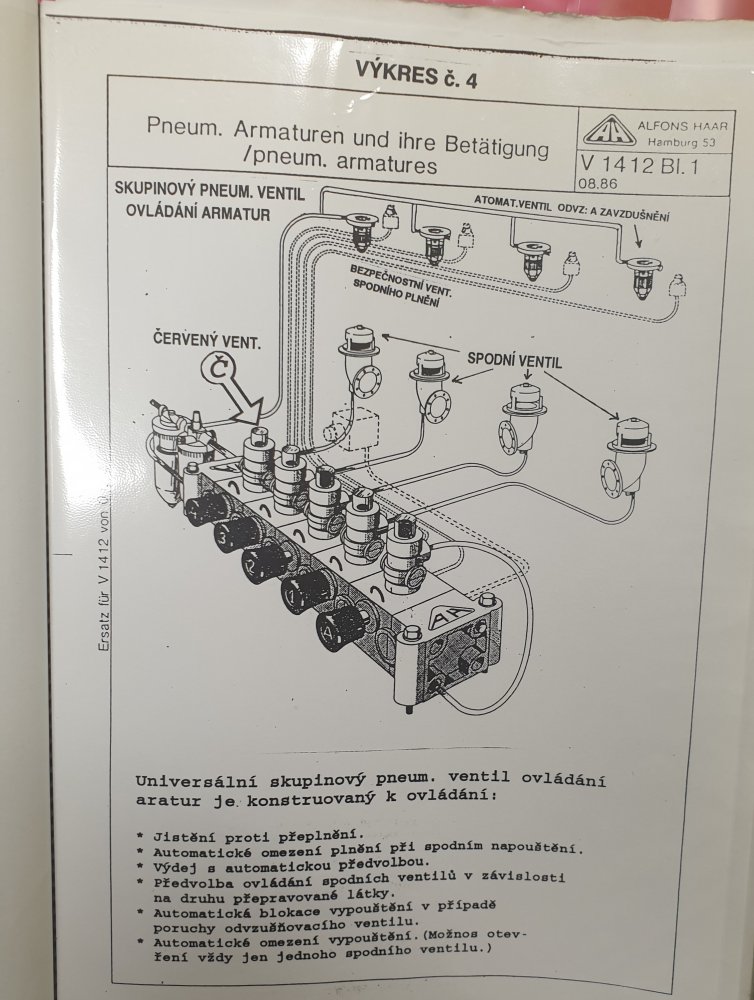 VÝKRES č. 4
Pneum. Armaturen und ihre Betätigung
/pneum. armatures
ALFONS HAAR
Hamburg 53
V 1412 Bl. 1
08.86
SKUPINOVÝ PNEUM. VENTIL
OVLÁDÁNÍ ARMATUR
ATOMAT.VENTIL ODVZ: A ZAVZDUŠNĚNÍ
BEZPEČNOSTNÍ VENT.
SPODNÍHO PLNĚNÍ
ČERVENÝ VENT.
Č
SPODNÍ VENTIL
3
2
1
A
AA
Ersatz für V 1412 von
Universální skupinový pneum. ventil ovládání
aratur je konstruovaný k ovládání:
* Jistění proti přeplnění.
* Automatické omezení plnění při spodním napouštění.
* Výdej s automatickou předvolbou.
* Předvolba ovládání spodních ventilů v závislosti
na druhu přepravované látky.
* Automatická blokace vypouštění v případě
poruchy odvzušňovacího ventilu.
* Automatické omezení vypouštění.(Možnos otev-
ření vždy jen jednoho spodního ventilu.)